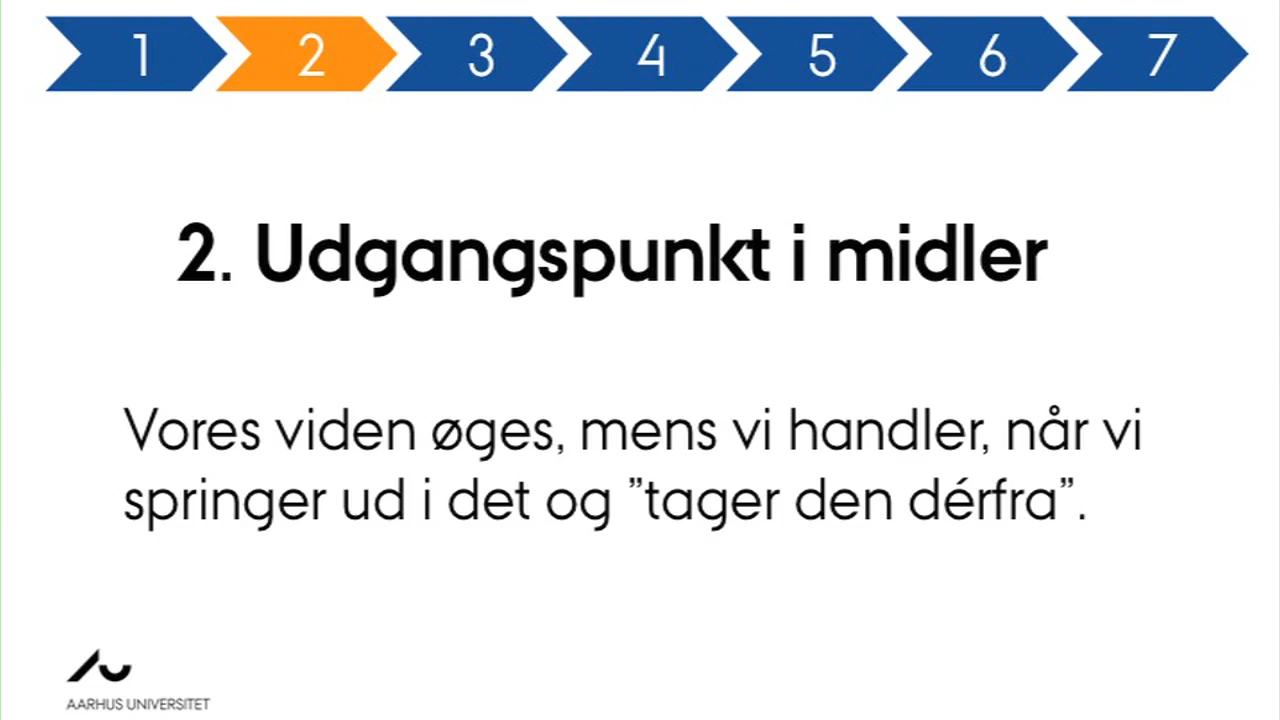 1 2 3 4 5 6 7
2. Udgangspunkt i midler
Vores viden øges, mens vi handler, når vi
springer ud i det og ”tager den dérfra”.
AARHUS UNIVERSITET